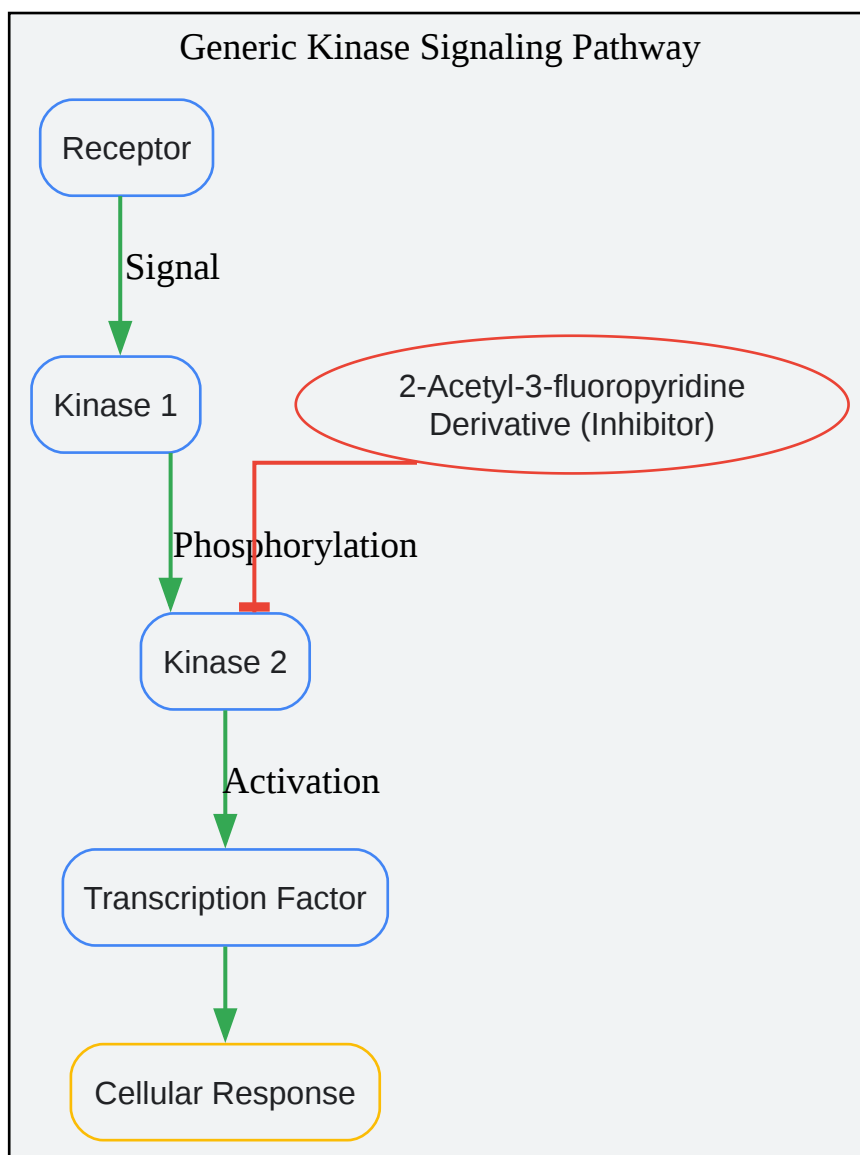 Generic Kinase Signaling Pathway
Receptor
Signal
Kinase 1
2-Acetyl-3-fluoropyridine
Derivative (Inhibitor)
Phosphorylation
Kinase 2
Activation
Transcription Factor
Cellular Response